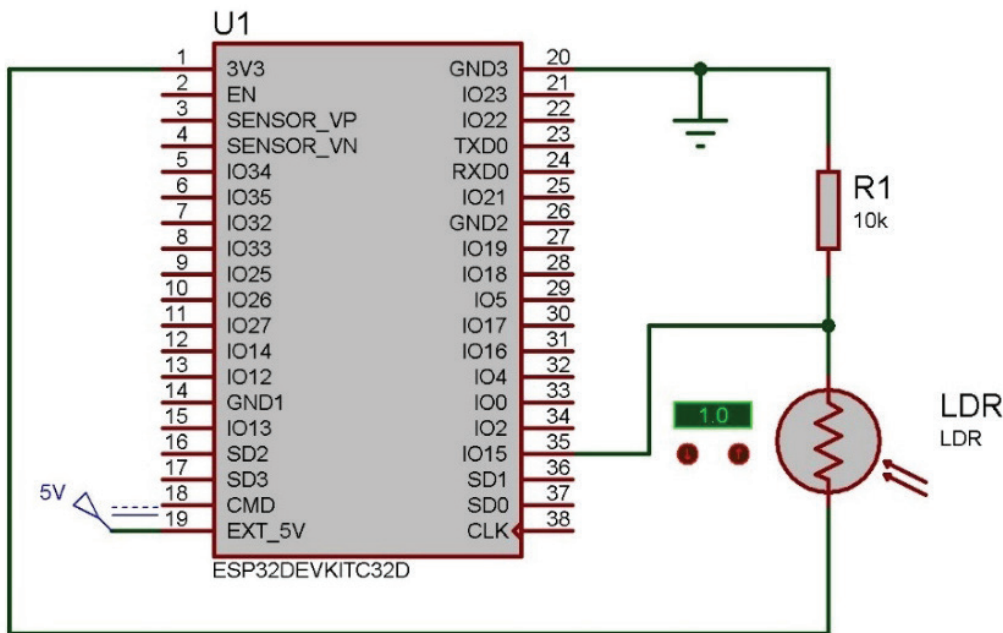 U1
1 3V3 GND3 20
2 EN IO23 21
3 SENSOR_VP IO22 22
4 SENSOR_VN TXD0 23
5 IO34 RXD0 24
6 IO35 IO21 25
7 IO32 GND2 26
8 IO33 IO19 27
9 IO25 IO18 28
10 IO26 IO5 29
11 IO27 IO17 30
12 IO14 IO16 31
13 IO12 IO4 32
14 GND1 IO0 33
15 IO13 IO2 34
16 SD2 IO15 35
17 SD3 SD1 36
18 CMD SD0 37
19 EXT_5V CLK 38
ESP32DEVKITC32D
5V
R1
10k
1.0
LDR
LDR